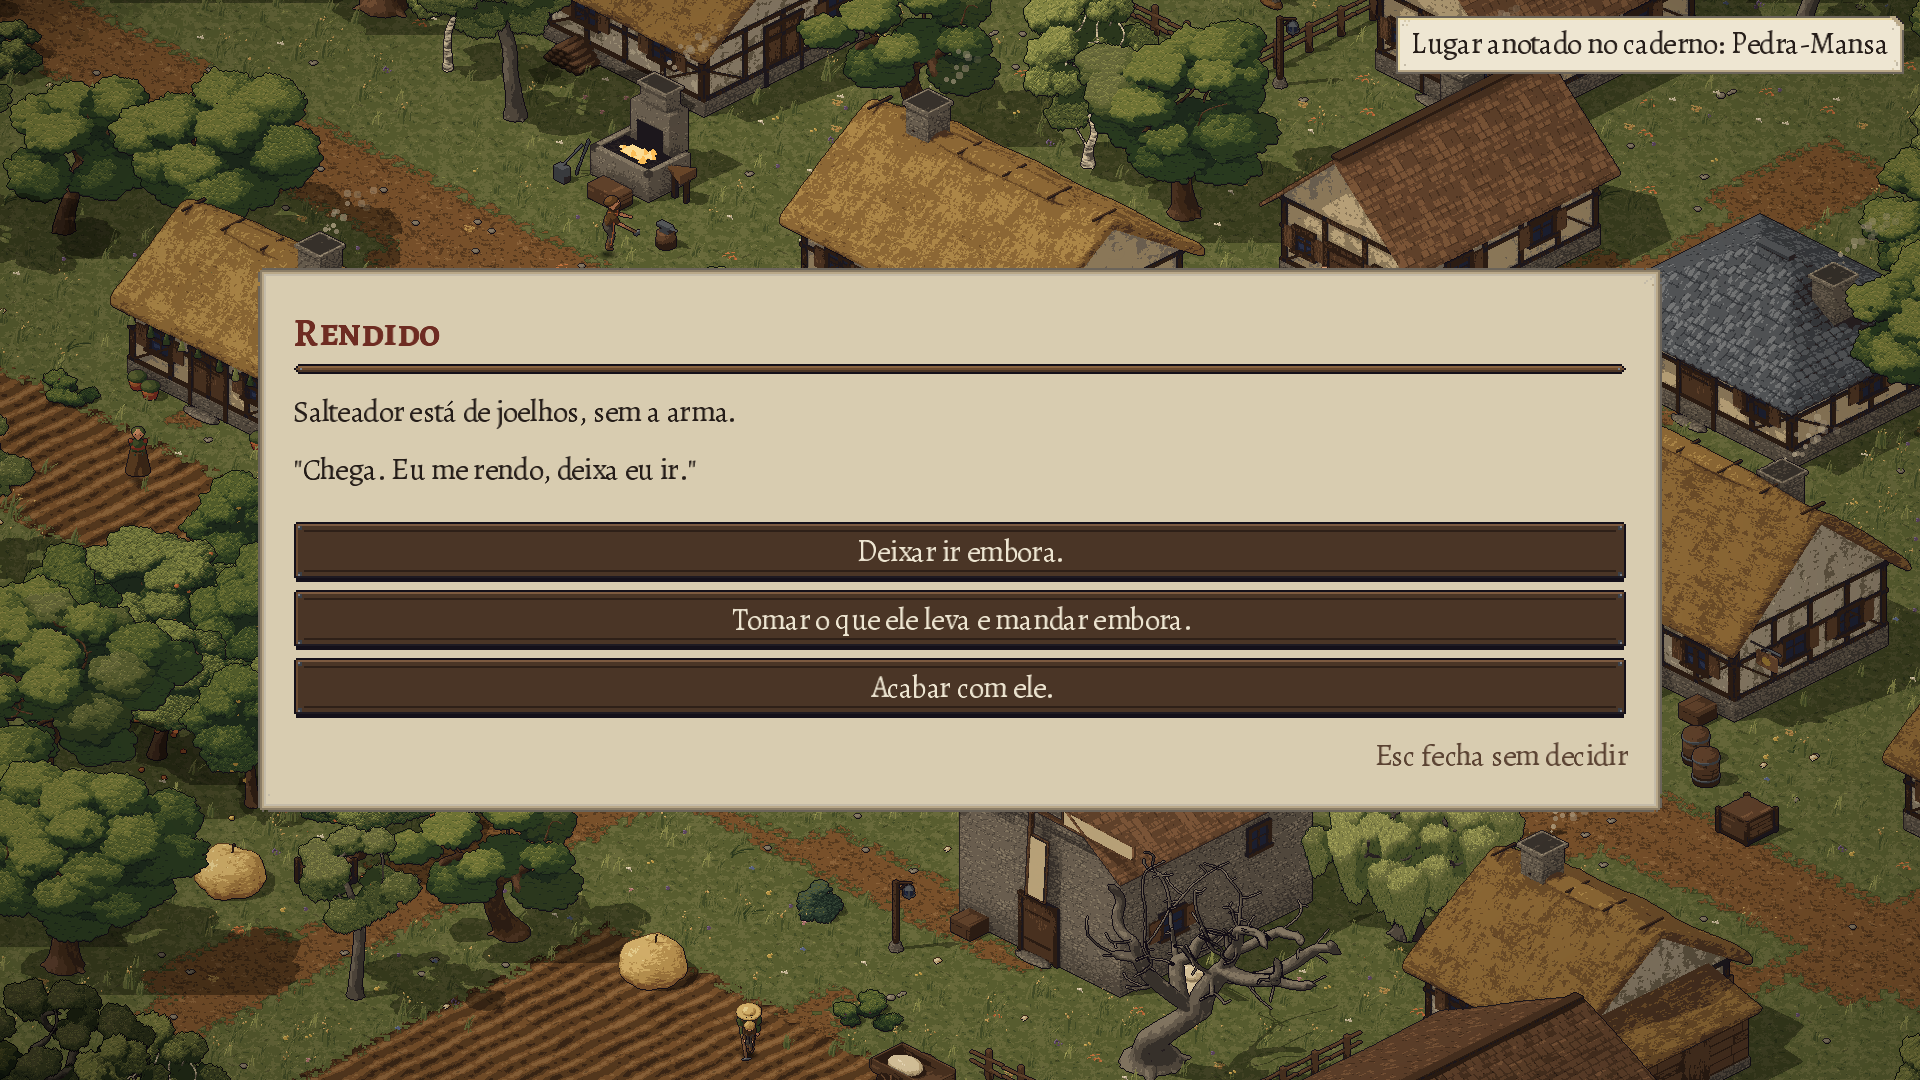 Lugar anotado no caderno: Pedra-Mansa
Rendido
Salteador está de joelhos, sem a arma.
"Chega. Eu me rendo, deixa eu ir."
Deixar ir embora.
Tomar o que ele leva e mandar embora.
Acabar com ele.
Esc fecha sem decidir